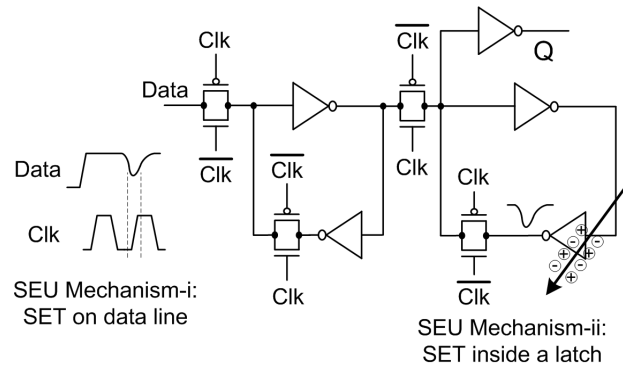 Clk
Clk
Data
Q
Clk
Clk
Clk
Clk
Data
Clk
Clk
Clk
SEU Mechanism-i:
SET on data line
SEU Mechanism-ii:
SET inside a latch